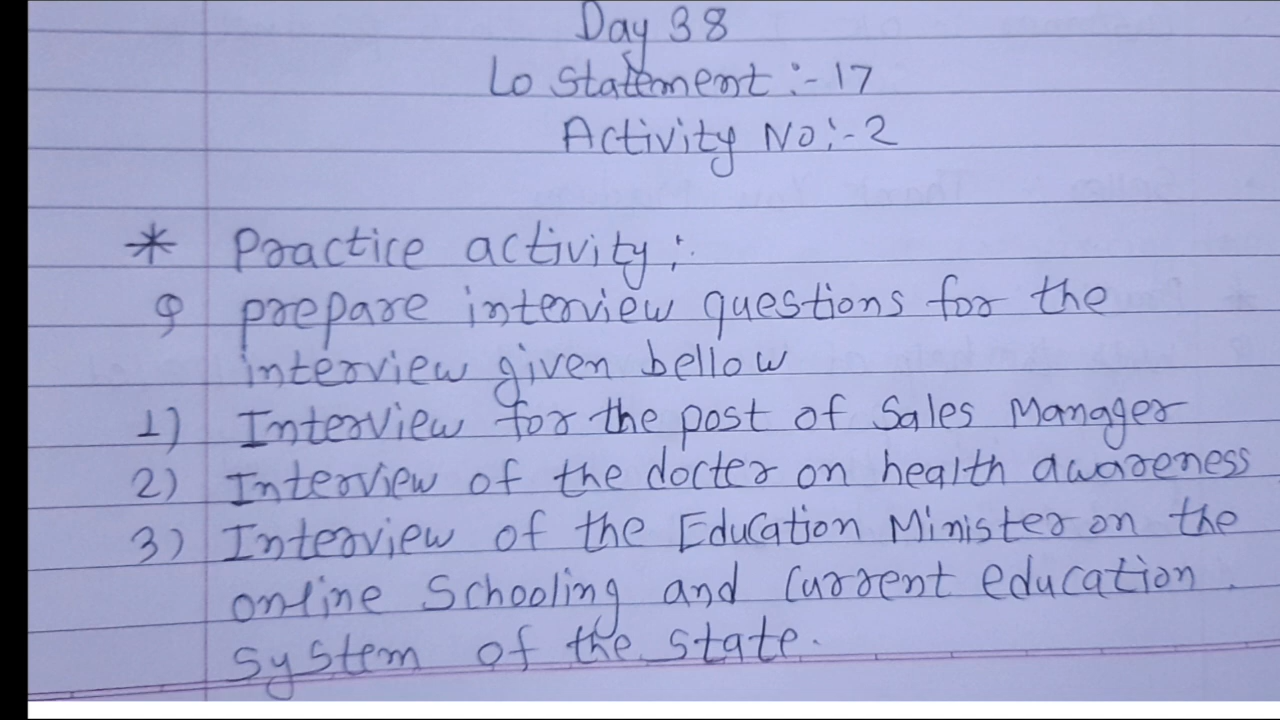 Day 38
Lo Statement :- 17
Activity No:- 2
* Practice activity :
Q prepare interview questions for the
interview given bellow
1) Interview for the post of Sales Manager
2) Interview of the docter on health awareness
3) Interview of the Education Minister on the
online Schooling and Current education
system of the state.